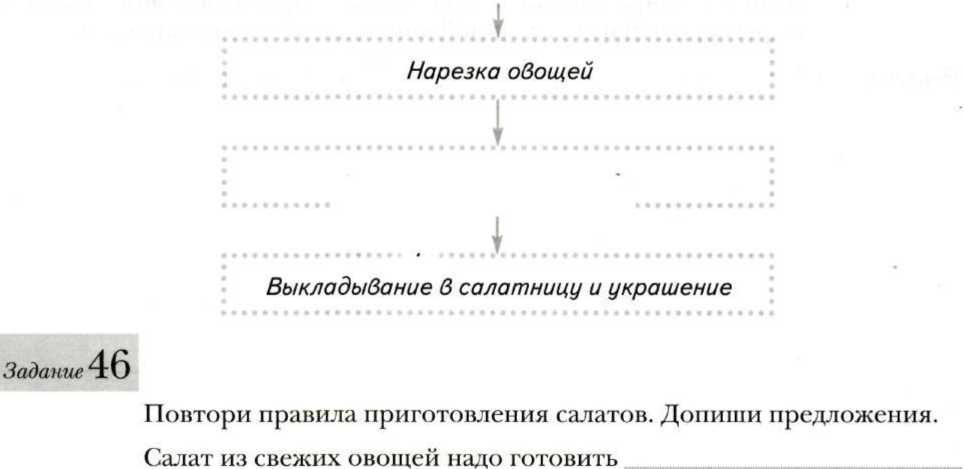 Нарезка овощей
Выкладывание в салатницу и украшение
Задание 46
Повтори правила приготовления салатов. Допиши предложения.
Салат из свежих овощей надо готовить